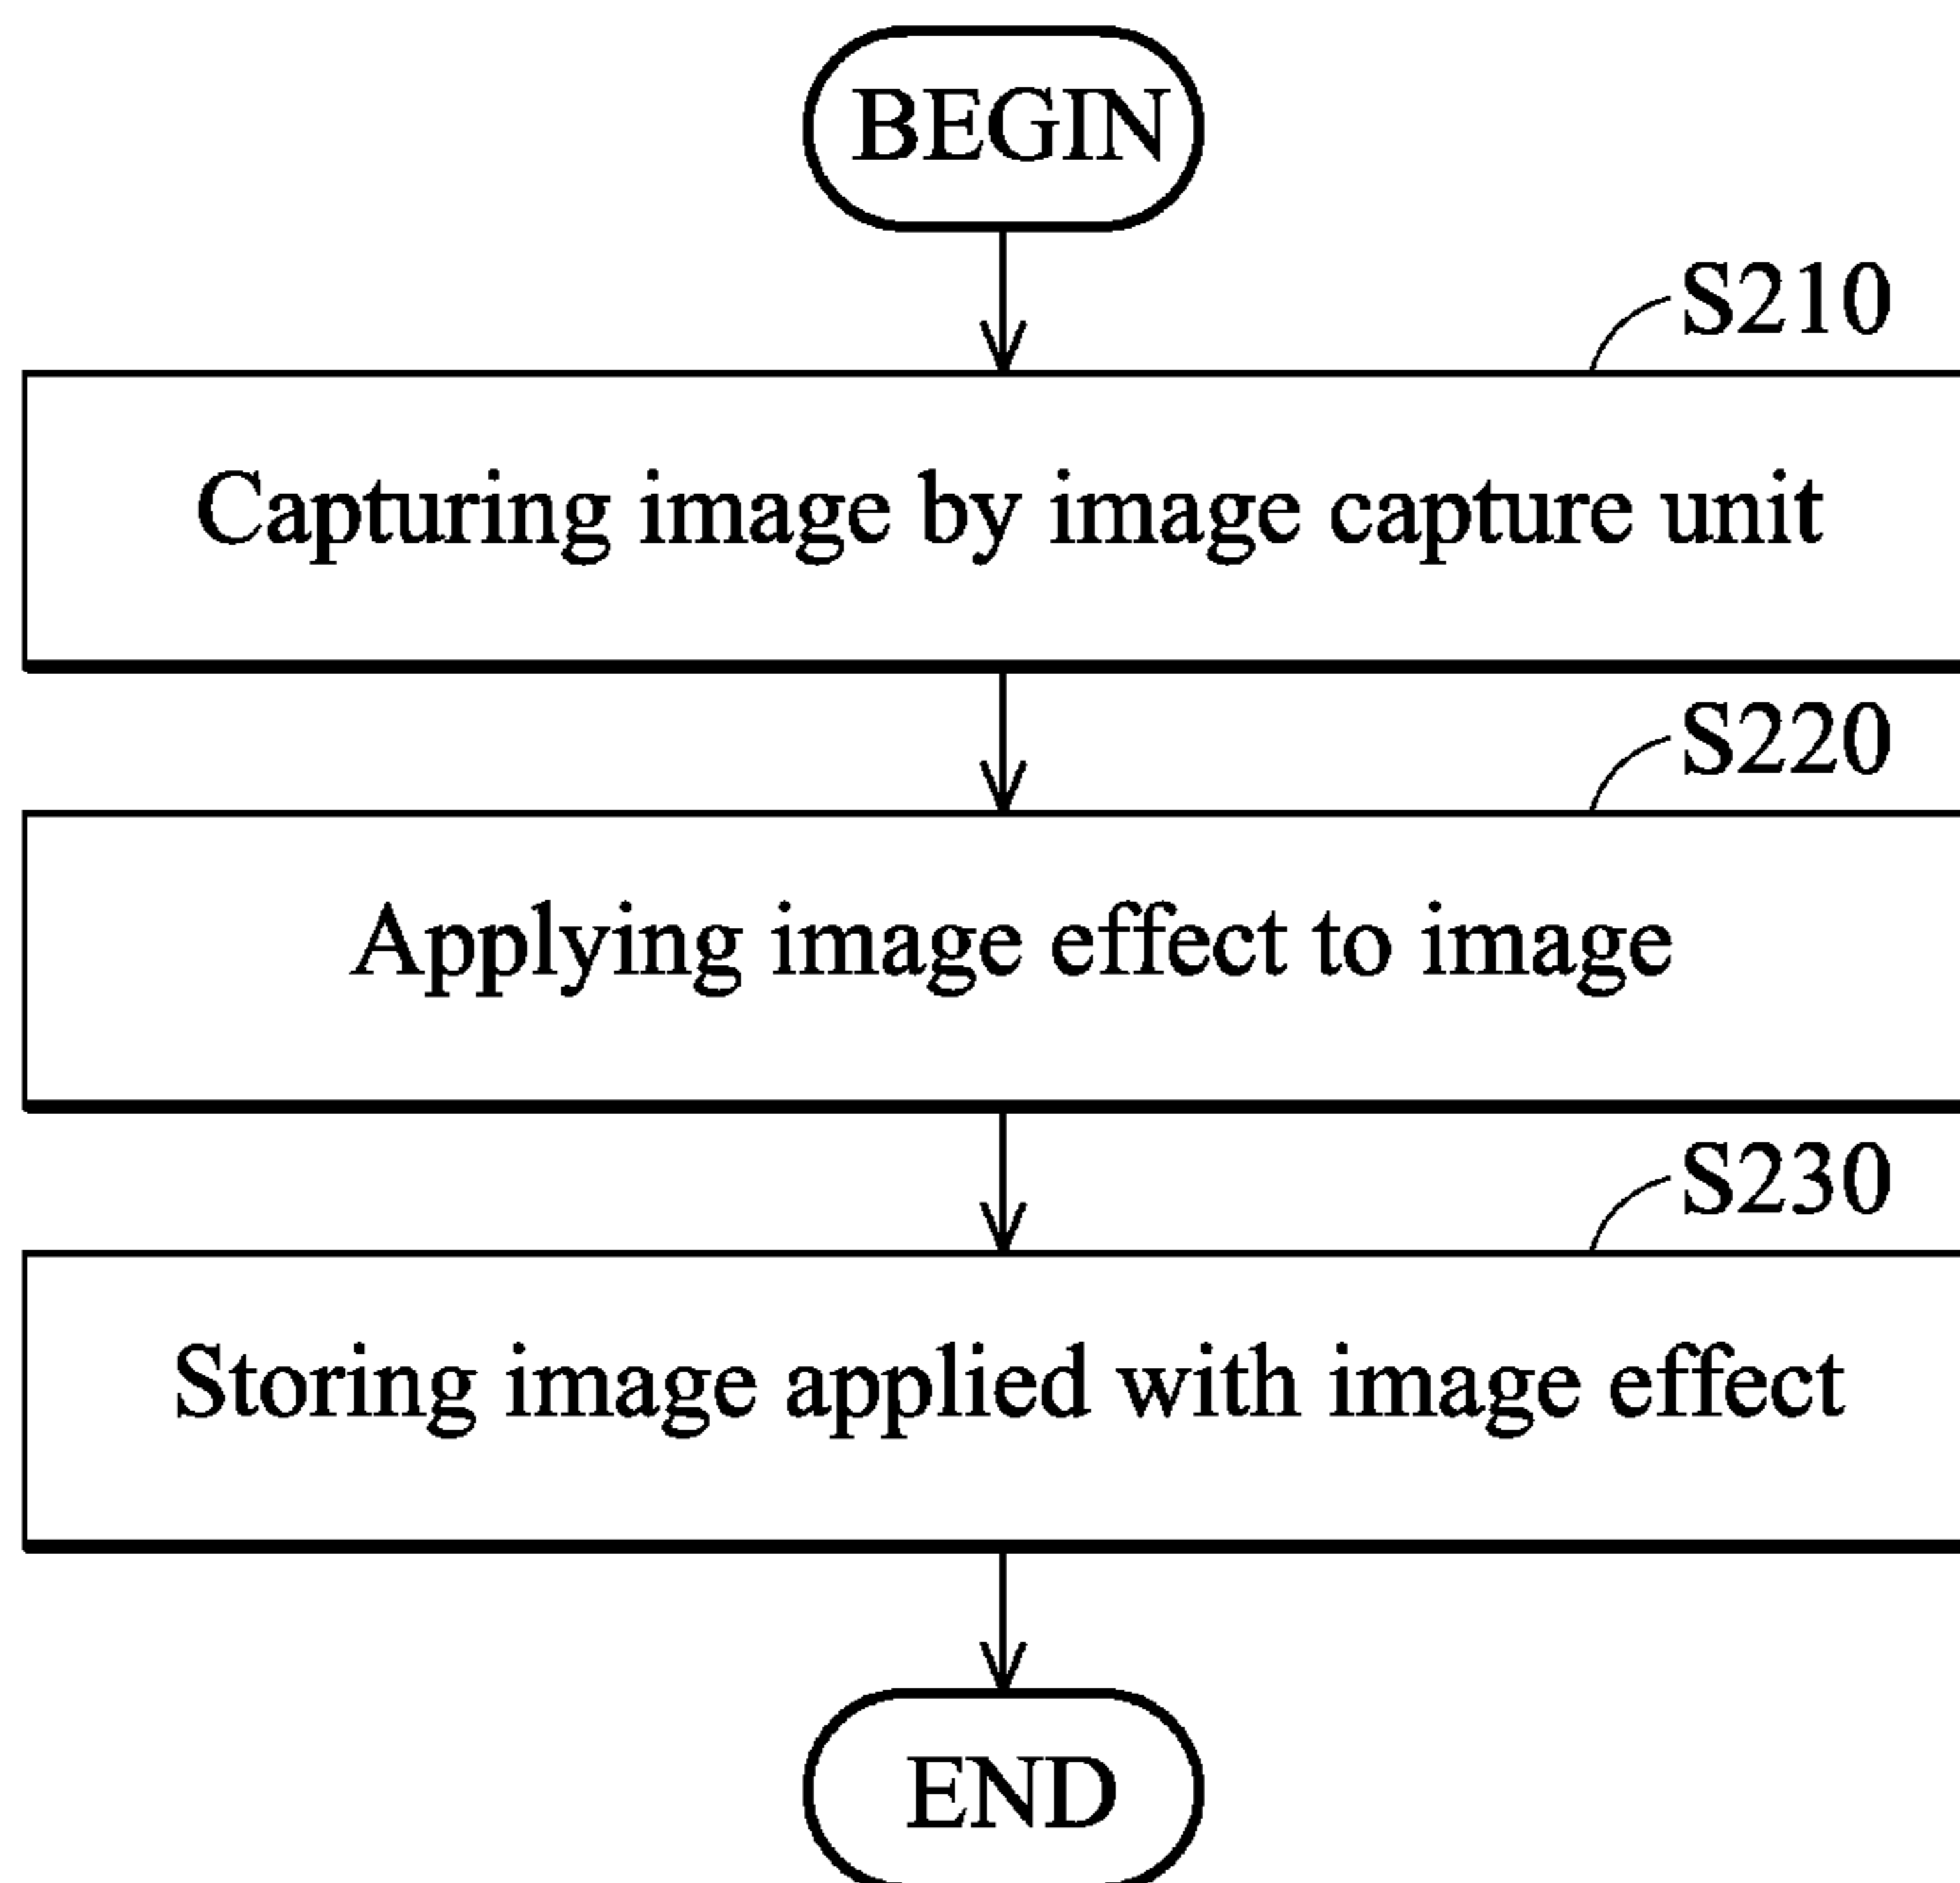 BEGIN
S210
Capturing image by image capture unit
S220
Applying image effect to image
S230
Storing image applied with image effect
END